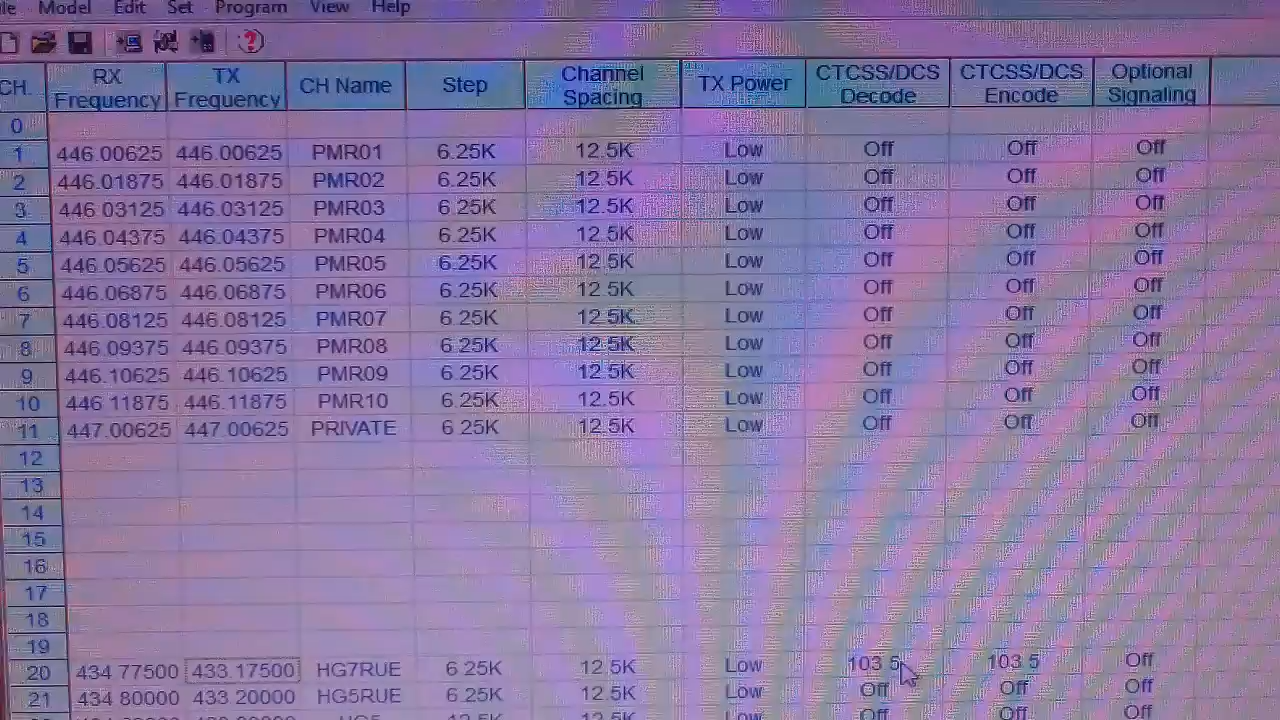 Model Edit Set Program View Help
CH. RX Frequency TX Frequency CH Name Step Channel Spacing TX Power CTCSS/DCS Decode CTCSS/DCS Encode Optional Signaling
0
1 446.00625 446.00625 PMR01 6.25K 12.5K Low Off Off Off
2 446.01875 446.01875 PMR02 6.25K 12.5K Low Off Off Off
3 446.03125 446.03125 PMR03 6.25K 12.5K Low Off Off Off
4 446.04375 446.04375 PMR04 6.25K 12.5K Low Off Off Off
5 446.05625 446.05625 PMR05 6.25K 12.5K Low Off Off Off
6 446.06875 446.06875 PMR06 6.25K 12.5K Low Off Off Off
7 446.08125 446.08125 PMR07 6.25K 12.5K Low Off Off Off
8 446.09375 446.09375 PMR08 6.25K 12.5K Low Off Off Off
9 446.10625 446.10625 PMR09 6.25K 12.5K Low Off Off Off
10 446.11875 446.11875 PMR10 6.25K 12.5K Low Off Off Off
11 447.00625 447.00625 PRIVATE 6.25K 12.5K Low Off Off Off
12
13
14
15
16
17
18
19
20 434.77500 433.17500 HG7RUE 6.25K 12.5K Low 103.5 103.5 Off
21 434.80000 433.20000 HG5RUE 6.25K 12.5K Low Off Off Off
12.5K 12.5K Low Off Off Off